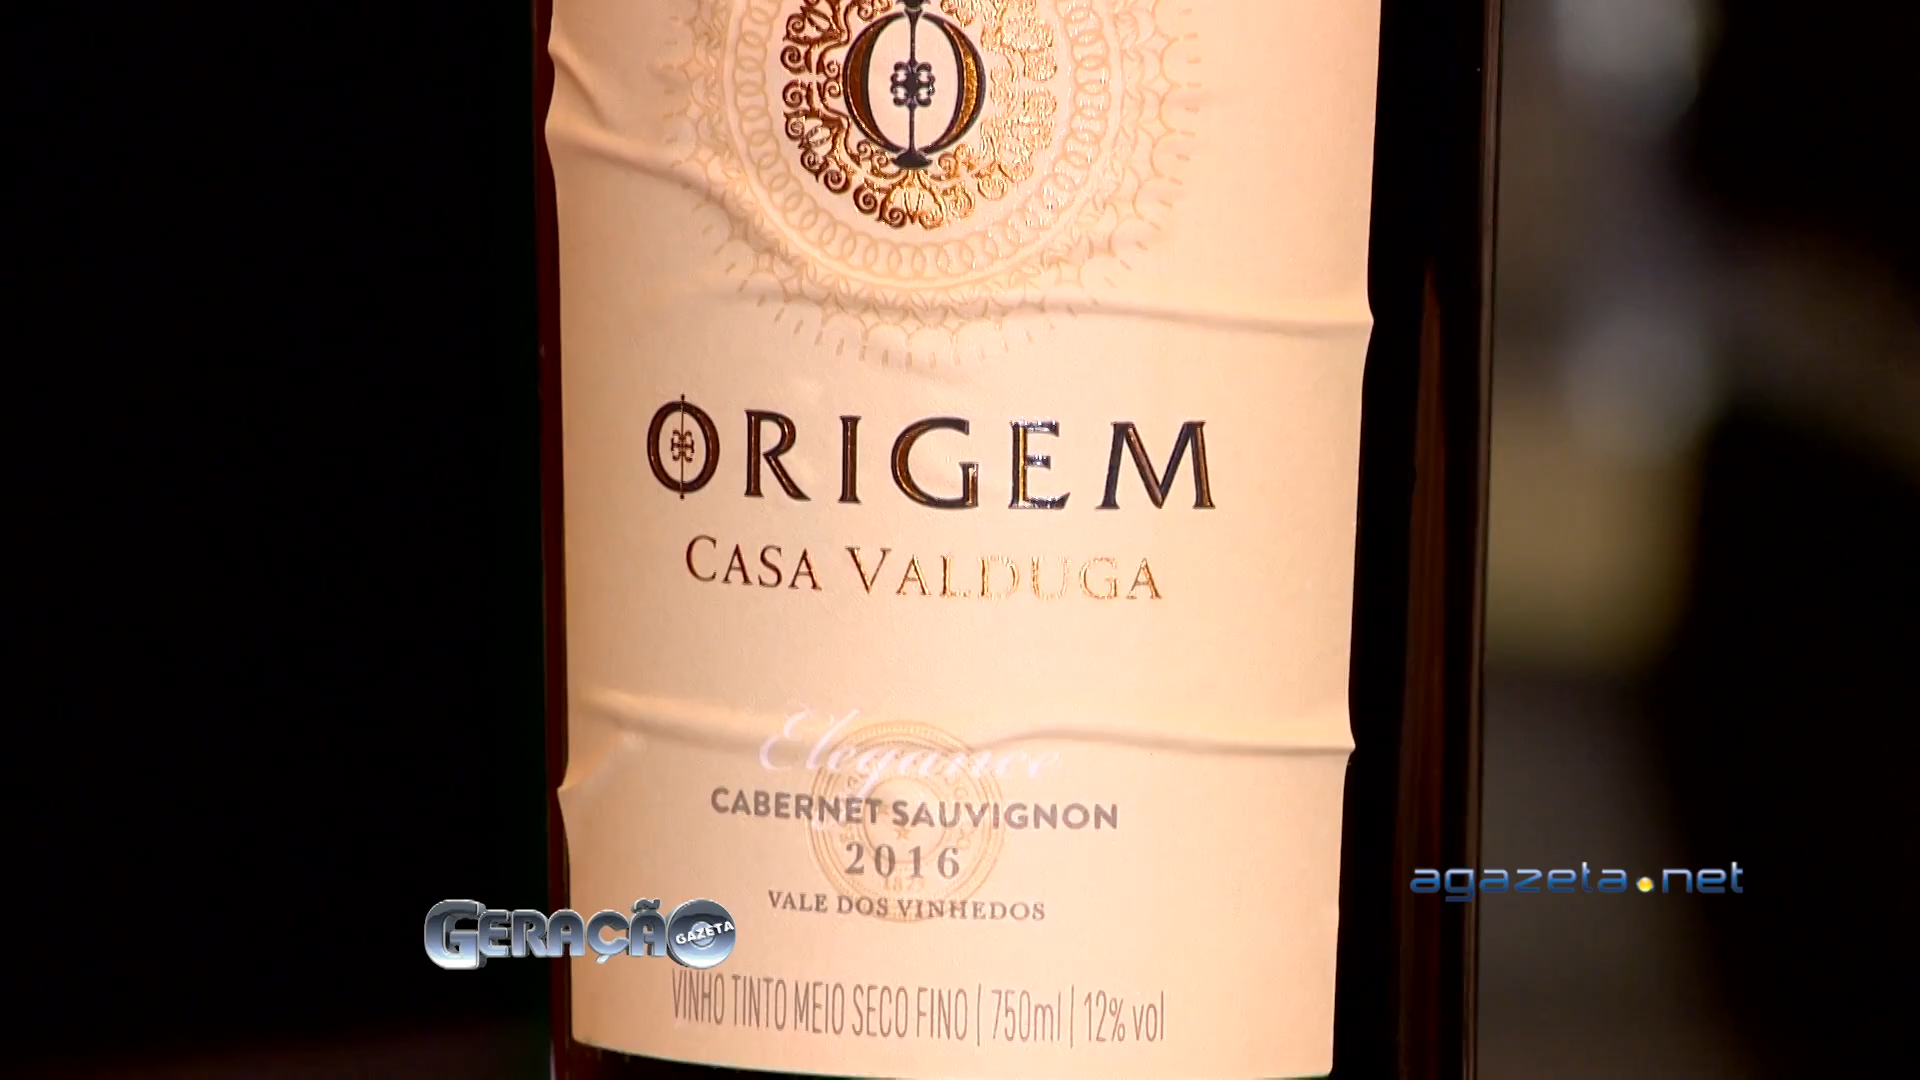 ORIGEM
CASA VALDUGA
Elegance
CABERNET SAUVIGNON
2016
VALE DOS VINHEDOS
VINHO TINTO MEIO SECO FINO | 750ml | 12% vol
GERAÇÃO
GAZETA
agazeta.net